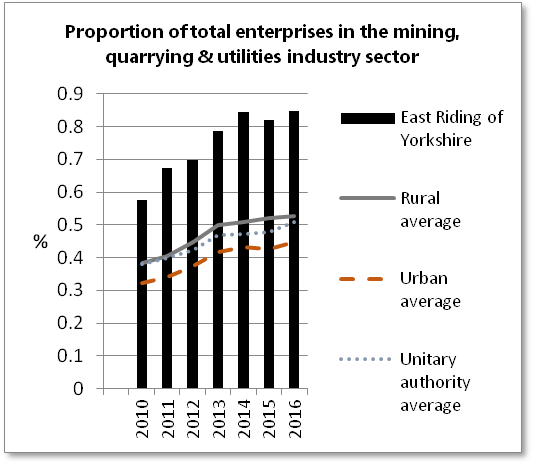 Proportion of total enterprises in the mining,
quarrying & utilities industry sector
0.9
0.8
0.7
0.6
0.5
0.4
0.3
0.2
0.1
0
%
2010
2011
2012
2013
2014
2015
2016
East Riding of
Yorkshire
Rural
average
Urban
average
Unitary
authority
average